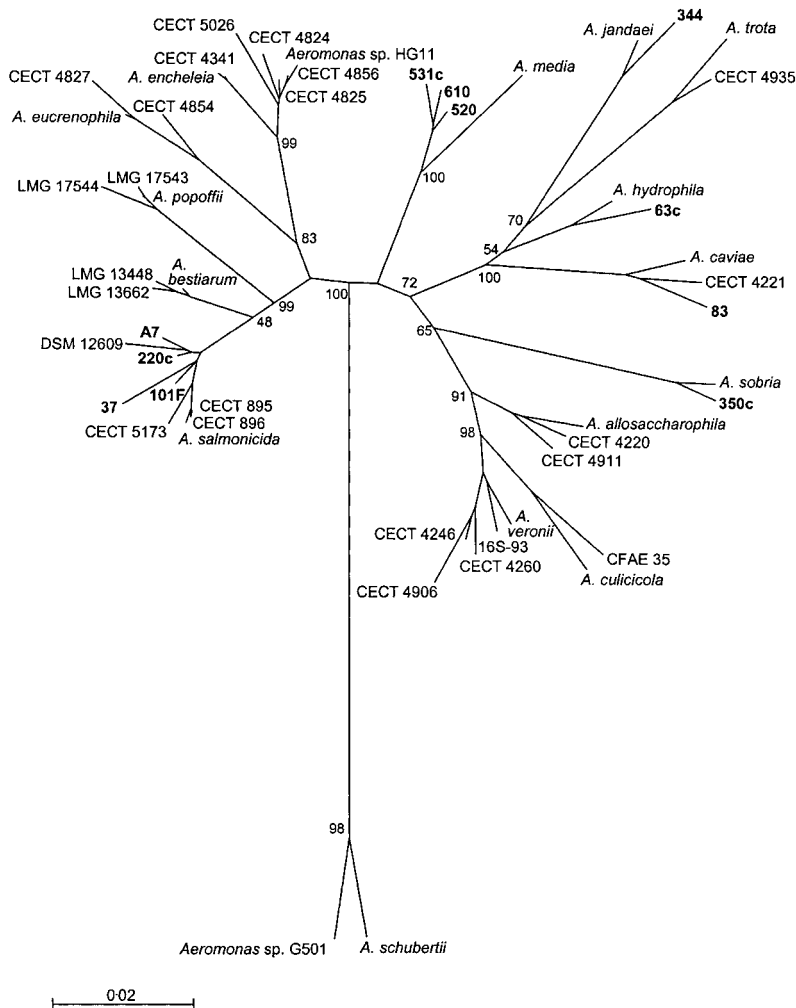 344
CECT 5026
CECT 4824
A. jandaei
A. trota
Aeromonas sp. HG11
CECT 4341
CECT 4856
531c
A. media
CECT 4827
A. encheleia
CECT 4825
610
CECT 4935
CECT 4854
520
A. eucrenophila
99
100
LMG 17543
LMG 17544
A. popoffii
A. hydrophila
63c
70
83
54
A. caviae
LMG 13448
A.
bestiarum
100
CECT 4221
LMG 13662
72
100
99
83
48
A7
65
DSM 12609
220c
A. sobria
101F
91
350c
37
CECT 895
A. allosaccharophila
CECT 896
CECT 4220
CECT 5173
A. salmonicida
98
CECT 4911
A.
veronii
CECT 4246
16S-93
CFAE 35
CECT 4260
A. culicicola
CECT 4906
98
Aeromonas sp. G501
A. schubertii
0·02